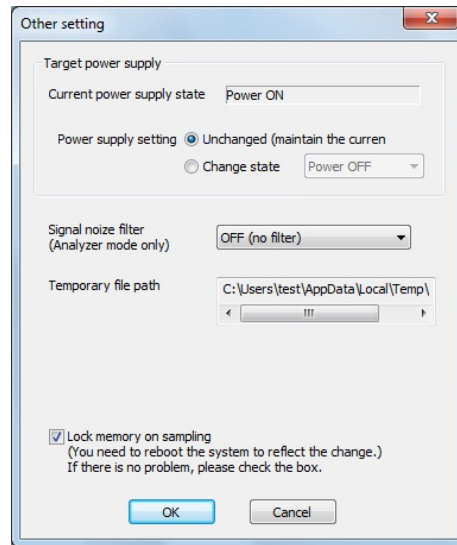 Other setting
Target power supply
Current power supply state Power ON
Power supply setting Unchanged (maintain the curren
Change state Power OFF
Signal noize filter
(Analyzer mode only) OFF (no filter)
Temporary file path C:\Users\test\AppData\Local\Temp\
Lock memory on sampling
(You need to reboot the system to reflect the change.)
If there is no problem, please check the box.
OK Cancel